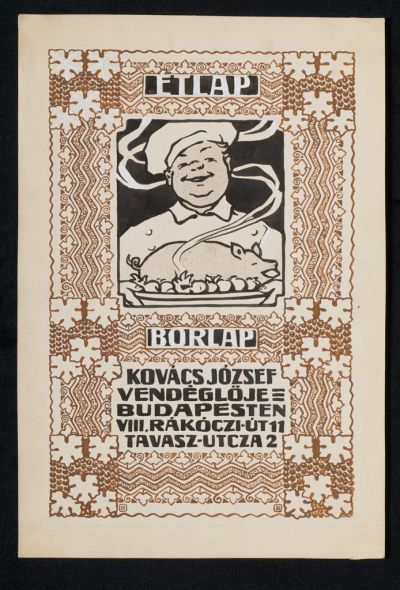 ÉTLAP
BORLAP
KOVÁCS JÓZSEF
VENDÉGLŐJE
BUDAPESTEN
VIII, RÁKÓCZI-ÚT 11
TAVASZ-UTCZA 2